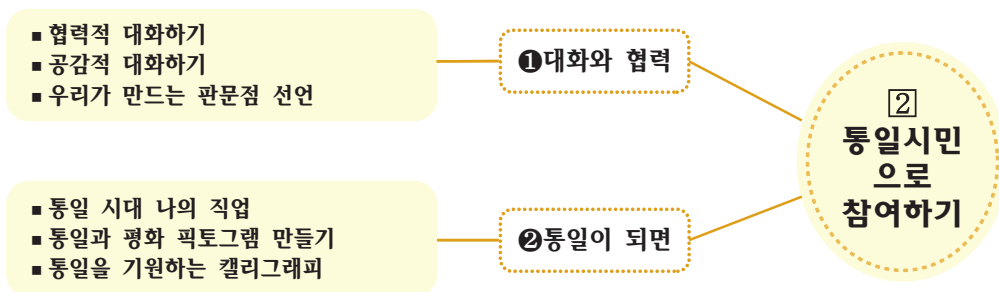 ■ 협력적 대화하기
■ 공감적 대화하기
■ 우리가 만드는 판문점 선언
❶대화와 협력
2
통일시민
으로
참여하기
■ 통일 시대 나의 직업
■ 통일과 평화 픽토그램 만들기
■ 통일을 기원하는 캘리그래피
❷통일이 되면